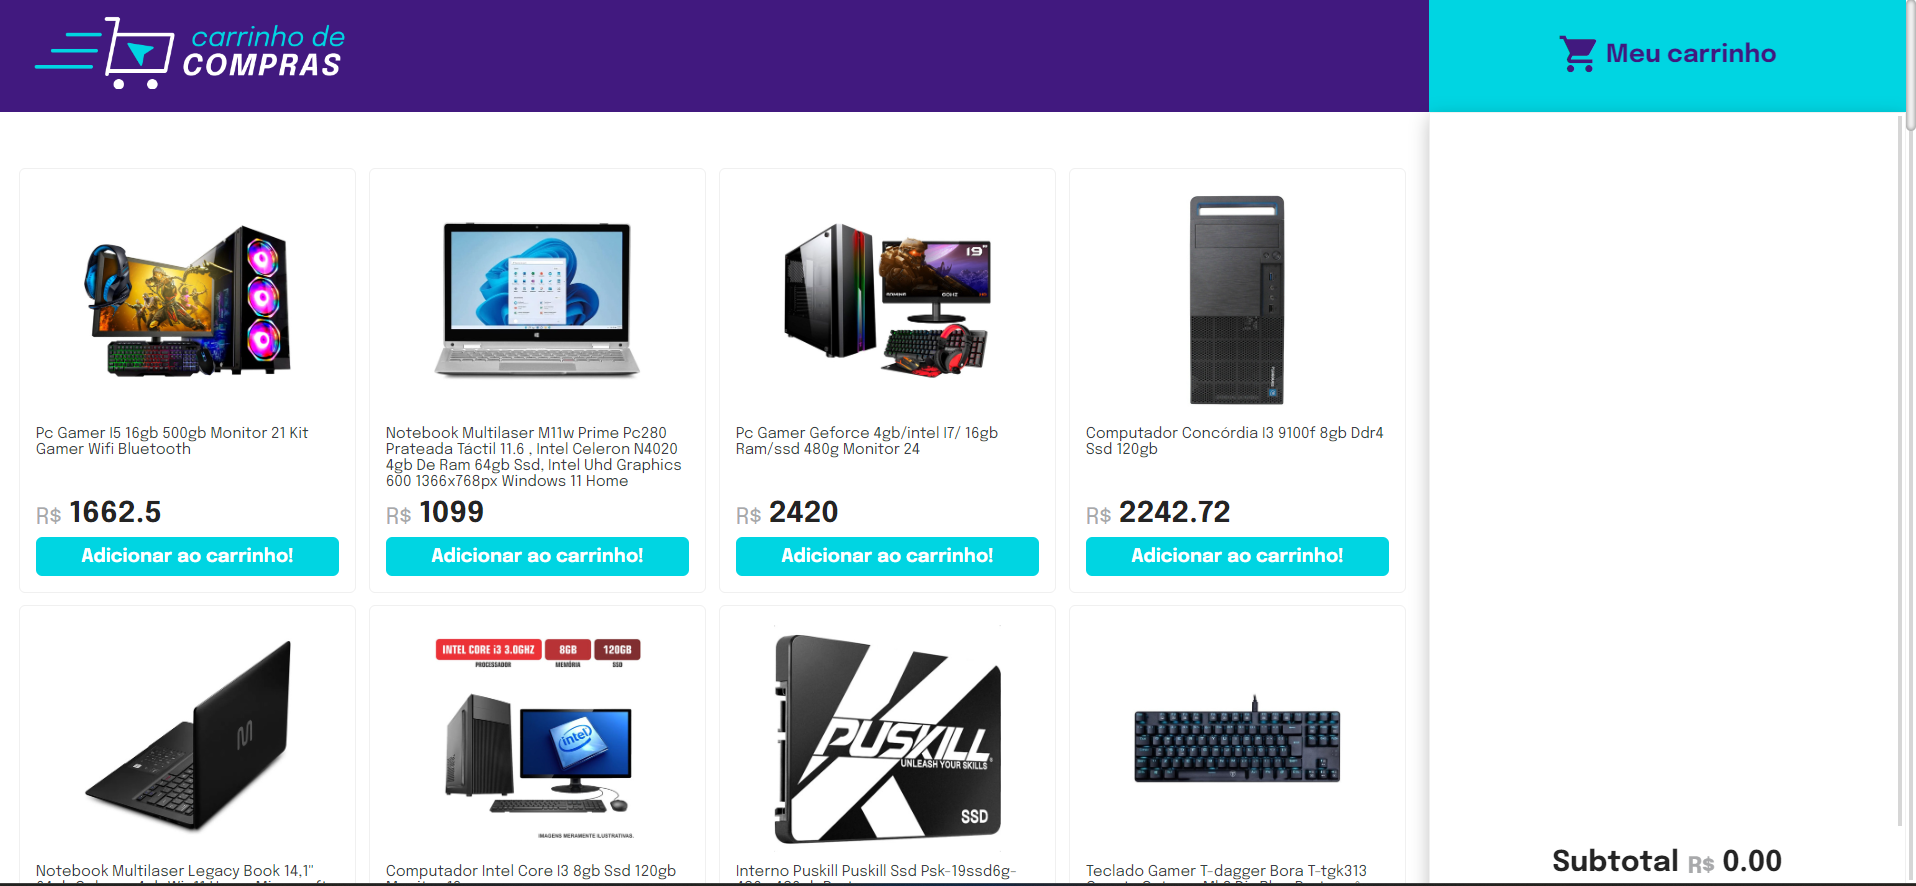 carrinho de
COMPRAS
Meu carrinho
19"
60HZ
Pc Gamer I5 16gb 500gb Monitor 21 Kit
Gamer Wifi Bluetooth
R$ 1662.5
Adicionar ao carrinho!
Notebook Multilaser M11w Prime Pc280
Prateada Táctil 11.6 , Intel Celeron N4020
4gb De Ram 64gb Ssd, Intel Uhd Graphics
600 1366x768px Windows 11 Home
R$ 1099
Adicionar ao carrinho!
Pc Gamer Geforce 4gb/intel I7/ 16gb
Ram/ssd 480g Monitor 24
R$ 2420
Adicionar ao carrinho!
Computador Concórdia I3 9100f 8gb Ddr4
Ssd 120gb
R$ 2242.72
Adicionar ao carrinho!
INTEL CORE i3 3.0GHZ 8GB 120GB
PROCESSADOR MEMÓRIA SSD
intel
IMAGENS MERAMENTE ILUSTRATIVAS.
PUSKILL
UNLEASH YOUR SKILLS
SSD
Notebook Multilaser Legacy Book 14,1"
Computador Intel Core I3 8gb Ssd 120gb
Interno Puskill Puskill Ssd Psk-19ssd6g-
Teclado Gamer T-dagger Bora T-tgk313
Subtotal R$ 0.00